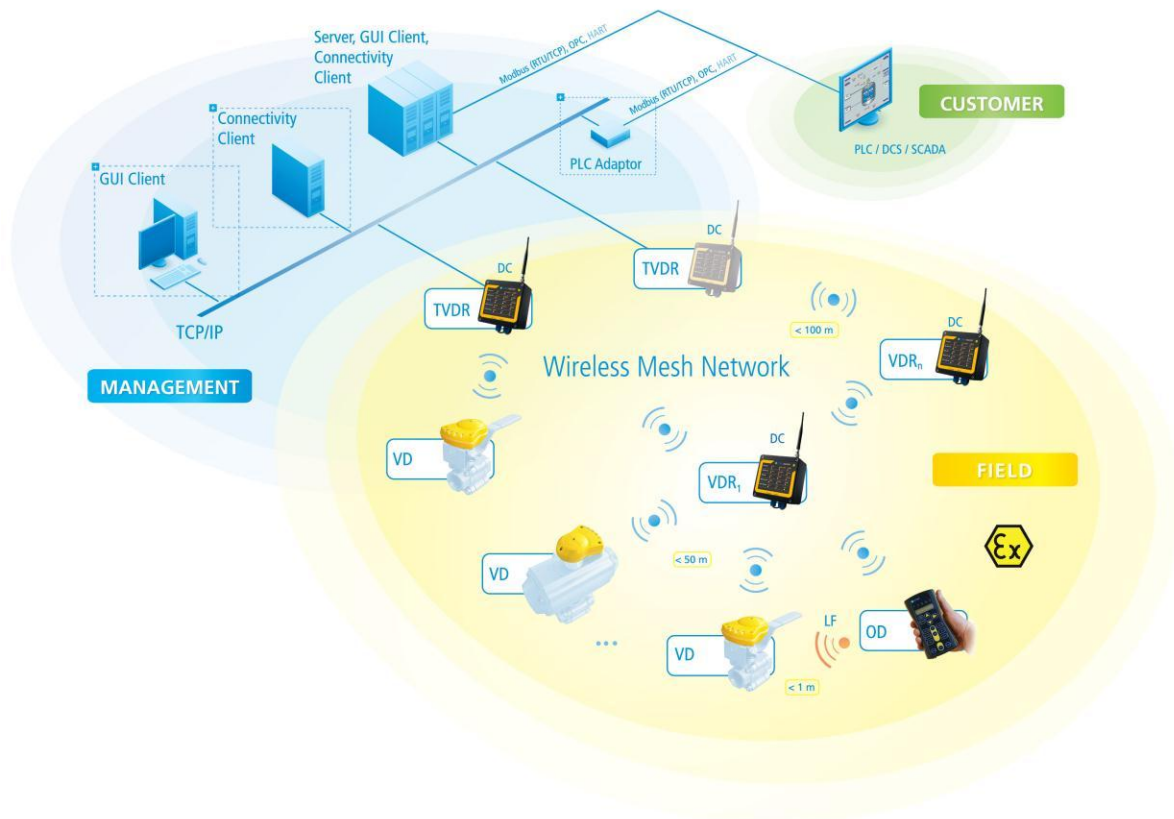 Server, GUI Client,
Connectivity
Client
Modbus (RTU/TCP), OPC, HART
Modbus (RTU/TCP), OPC, HART
CUSTOMER
PLC / DCS / SCADA
Connectivity
Client
PLC Adaptor
GUI Client
TCP/IP
MANAGEMENT
DC
TVDR
DC
TVDR
< 100 m
DC
VDRn
Wireless Mesh Network
VD
DC
VDR1
FIELD
Ex
VD
< 50 m
...
VD
LF
OD
< 1 m